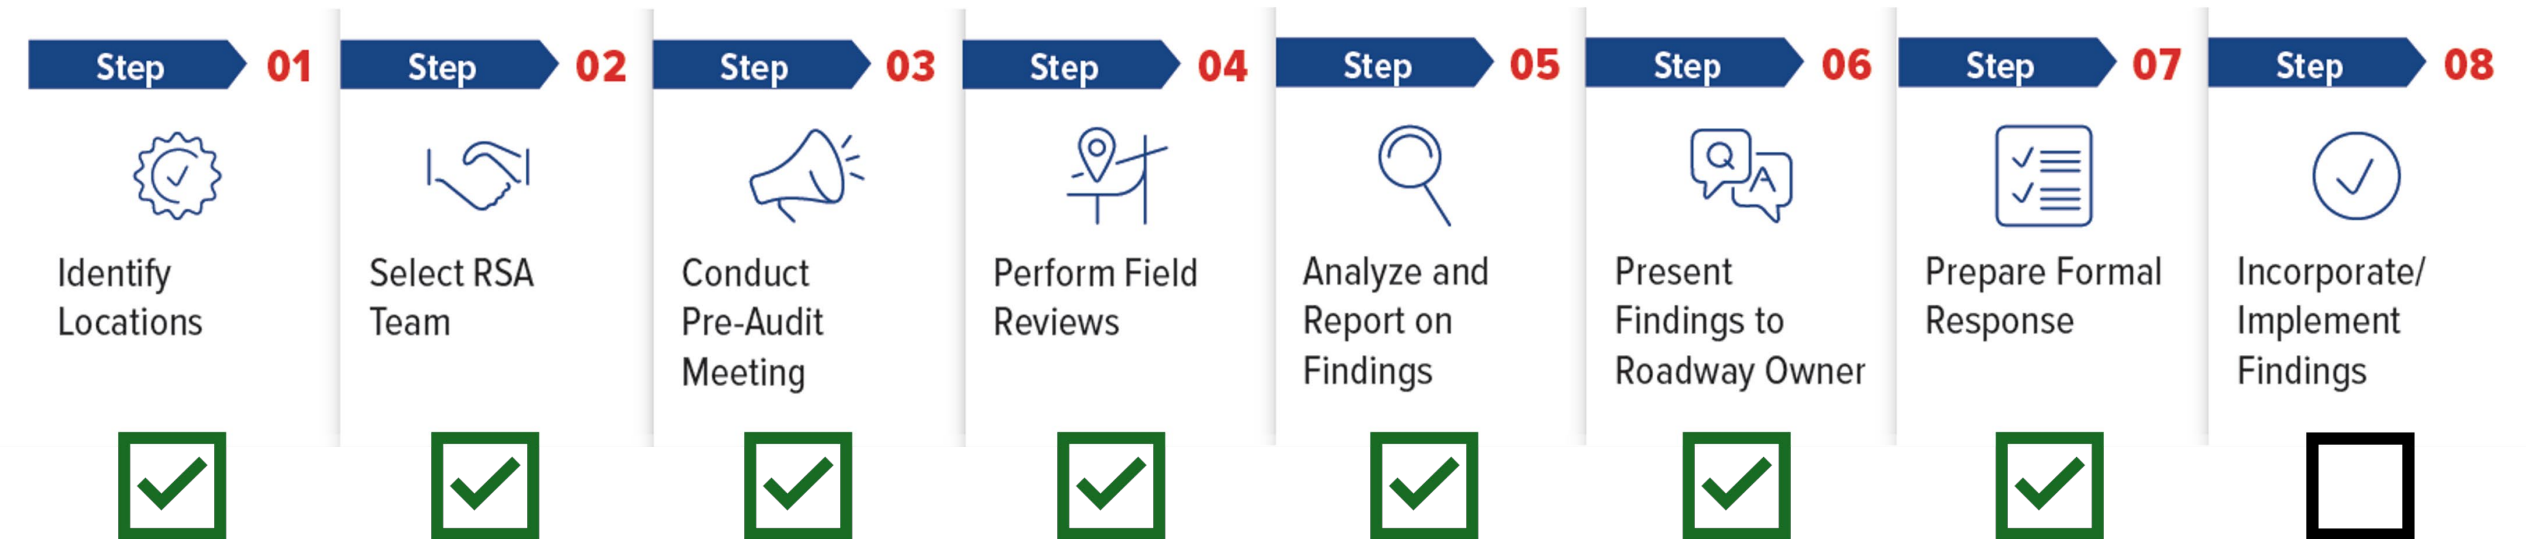 Step 01
Identify
Locations
Step 02
Select RSA
Team
Step 03
Conduct
Pre-Audit
Meeting
Step 04
Perform Field
Reviews
Step 05
Analyze and
Report on
Findings
Step 06
Q
A
Present
Findings to
Roadway Owner
Step 07
Prepare Formal
Response
Step 08
Incorporate/
Implement
Findings